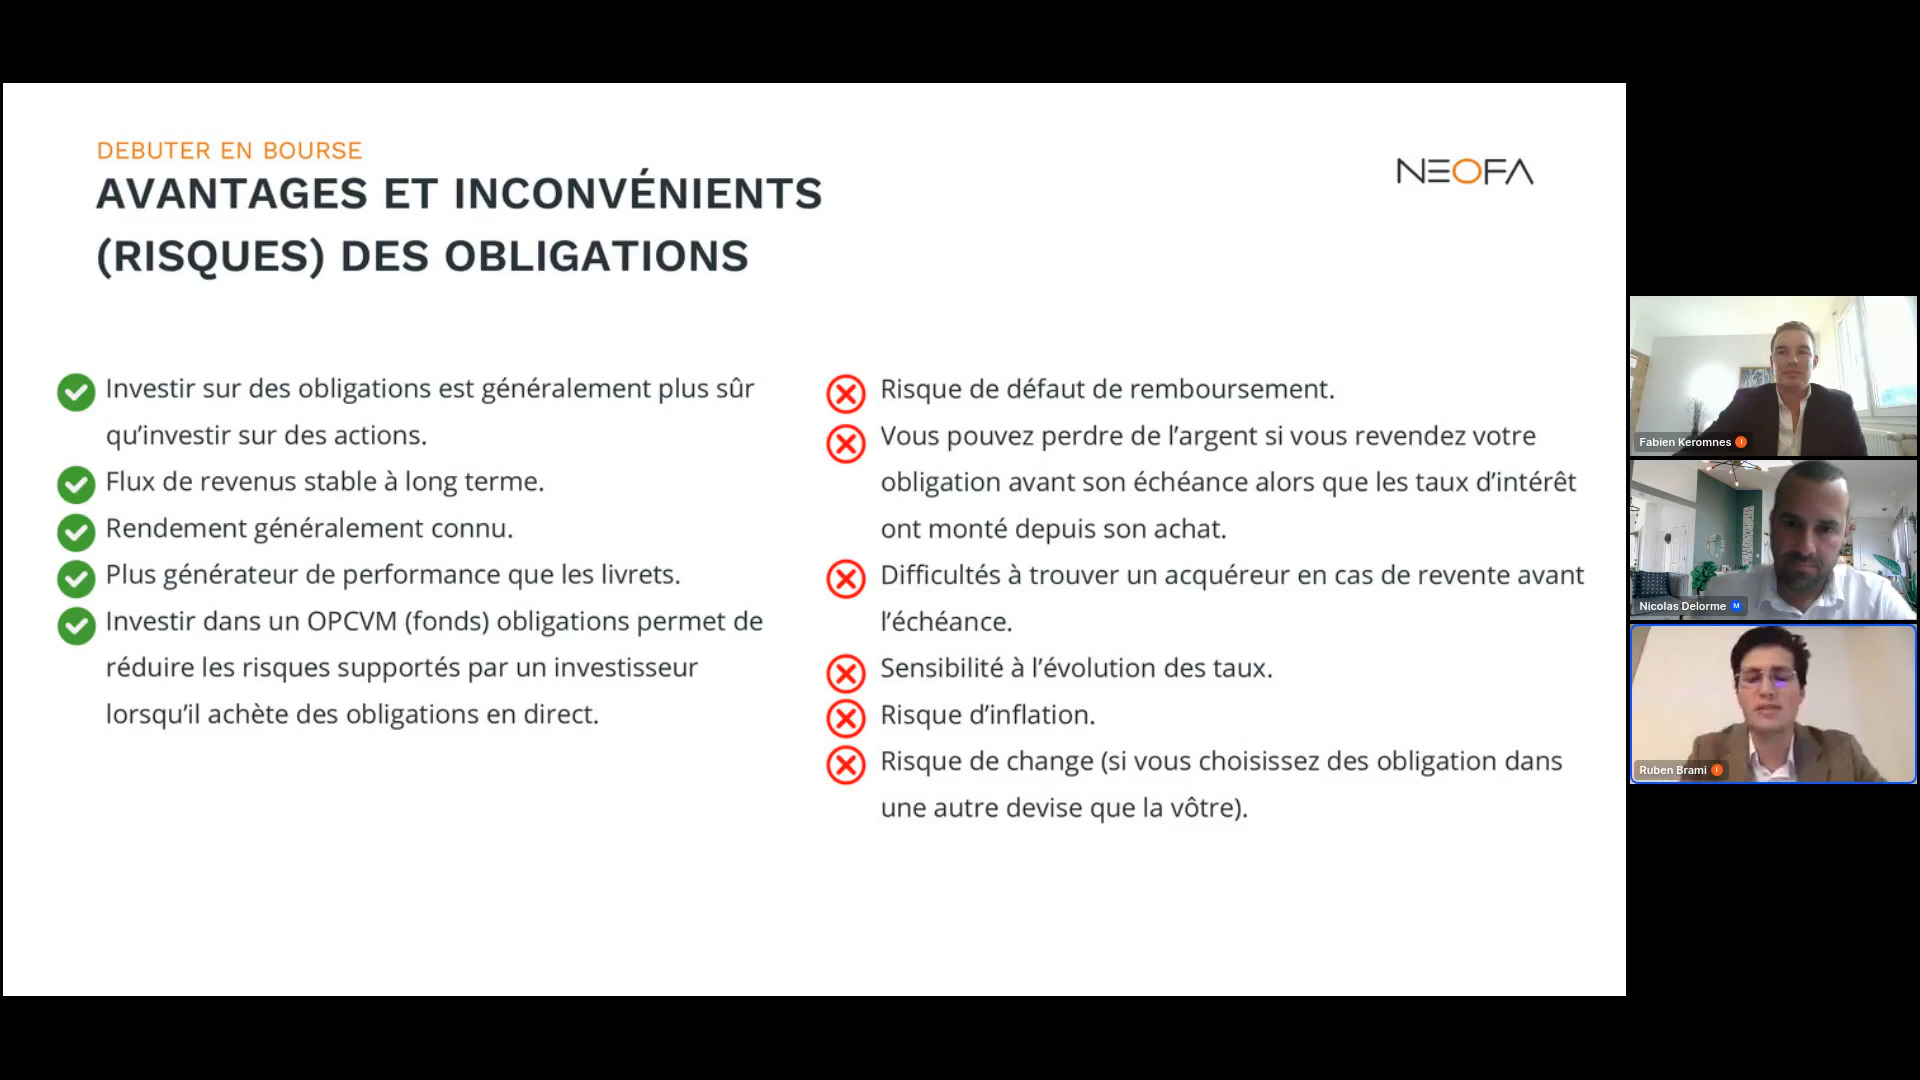 DEBUTER EN BOURSE
AVANTAGES ET INCONVÉNIENTS
(RISQUES) DES OBLIGATIONS
NEOFA
Investir sur des obligations est généralement plus sûr
qu’investir sur des actions.
Flux de revenus stable à long terme.
Rendement généralement connu.
Plus générateur de performance que les livrets.
Investir dans un OPCVM (fonds) obligations permet de
réduire les risques supportés par un investisseur
lorsqu’il achète des obligations en direct.
Risque de défaut de remboursement.
Vous pouvez perdre de l’argent si vous revendez votre
obligation avant son échéance alors que les taux d’intérêt
ont monté depuis son achat.
Difficultés à trouver un acquéreur en cas de revente avant
l’échéance.
Sensibilité à l’évolution des taux.
Risque d’inflation.
Risque de change (si vous choisissez des obligation dans
une autre devise que la vôtre).
Fabien Keromnes
Nicolas Delorme M
Ruben Brami